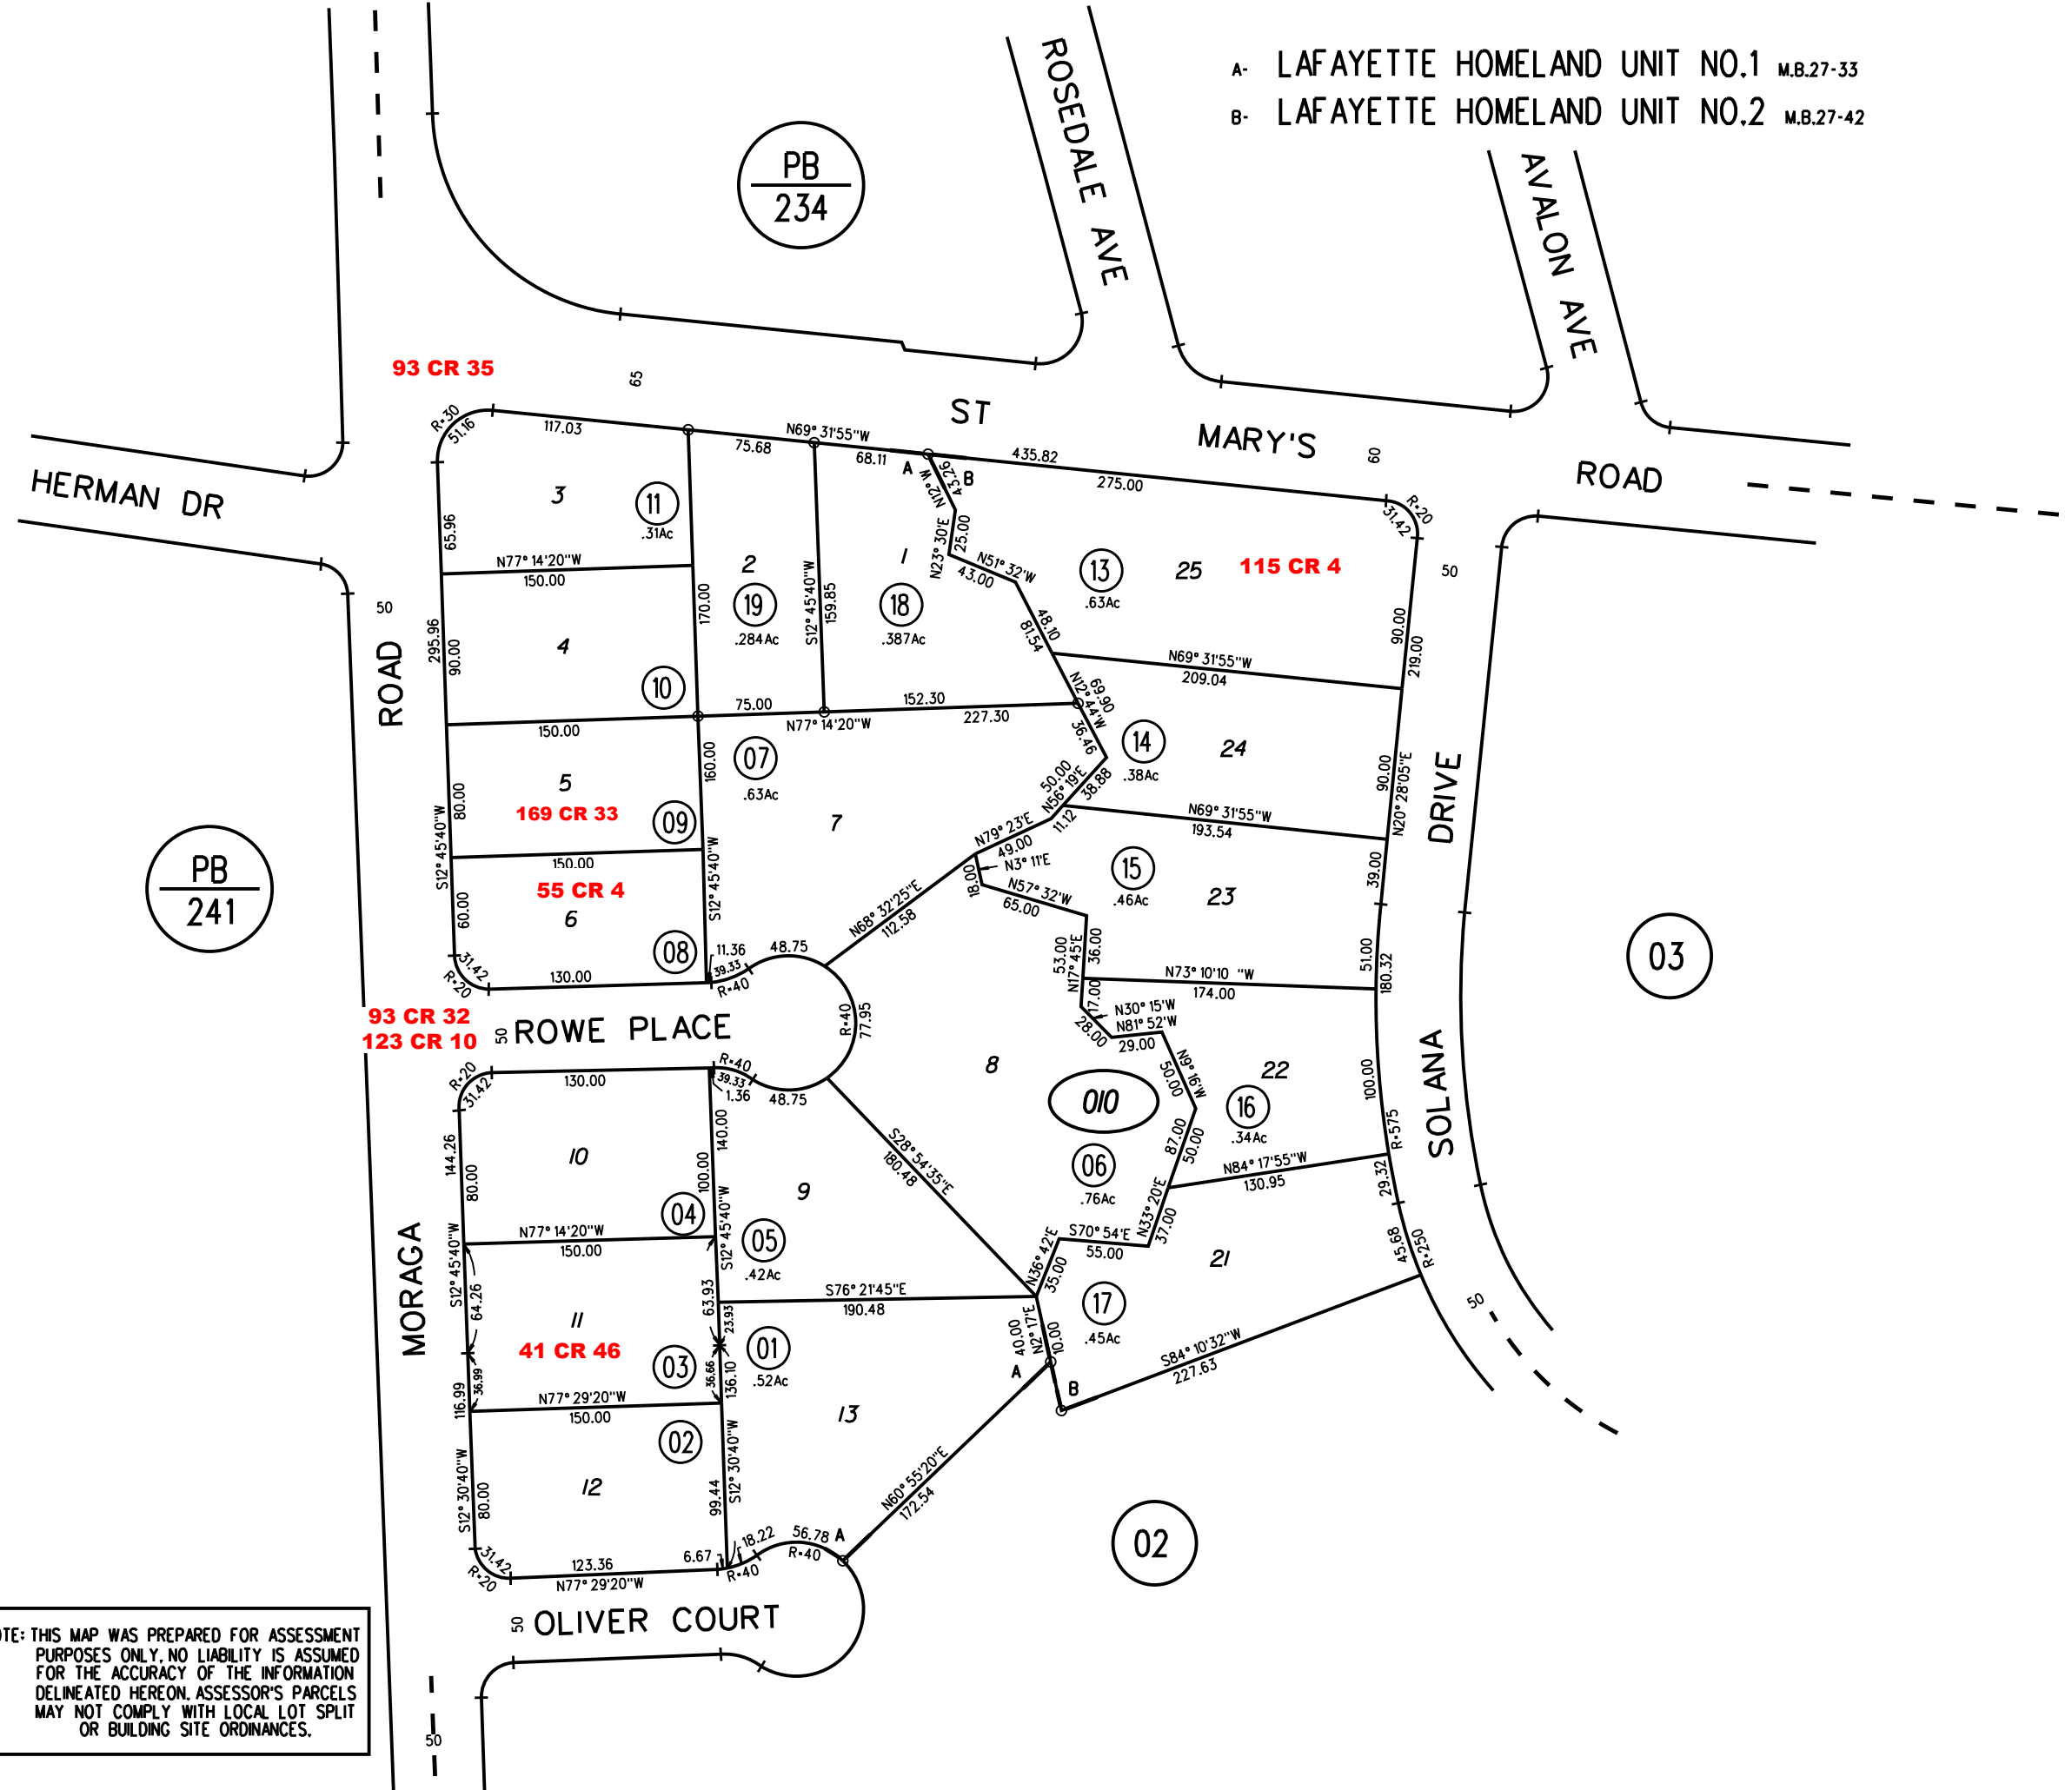 A- LAFAYETTE HOMELAND UNIT NO.1 M.B.27-33
B- LAFAYETTE HOMELAND UNIT NO.2 M.B.27-42
ROSEDALE AVE
AVALON AVE
PB
234
93 CR 35
65
ST
MARY'S
60
ROAD
HERMAN DR
R=30
51.16
117.03
N69°31'55"W
75.68
68.11
A
B
435.82
275.00
R=20
31.42
3
11
.31Ac
65.96
N77°14'20"W
150.00
N12°W
43.26
N23°30'E
25.00
N51°32'W
43.00
13
.63Ac
25
115 CR 4
50
50
ROAD
295.96
90.00
4
10
170.00
2
19
.284Ac
S12°45'40"W
159.85
1
18
.387Ac
48.10
81.54
N69°31'55"W
209.04
90.00
219.00
150.00
75.00
N77°14'20"W
152.30
227.30
N12°44'W
69.90
36.46
14
.38Ac
24
90.00
N20°28'05"E
DRIVE
5
169 CR 33
09
80.00
S12°45'40"W
160.00
07
.63Ac
7
50.00
N56°19'E
38.88
11.12
N69°31'55"W
193.54
150.00
55 CR 4
6
08
60.00
S12°45'40"W
N79°23'E
49.00
N3°11'E
18.00
N57°32'W
65.00
15
.46Ac
23
39.00
PB
241
N68°32'25"E
112.58
53.00
N17°45'E
36.00
17.00
N73°10'10"W
174.00
51.00
180.32
03
31.42
R=20
130.00
11.36
39.33
R=40
48.75
R=40
77.95
93 CR 32
123 CR 10
50
ROWE PLACE
28.00
N30°15'W
N81°52'W
29.00
N9°16'W
50.00
8
010
22
16
.34Ac
100.00
R=575
SOLANA
R=20
31.42
130.00
R=40
39.33
1.36
48.75
144.26
80.00
10
04
140.00
100.00
S12°45'40"W
9
05
.42Ac
S28°54'35"E
180.48
06
.76Ac
87.00
50.00
N33°20'E
37.00
N84°17'55"W
130.95
29.32
MORAGA
S12°45'40"W
N77°14'20"W
150.00
64.26
63.93
23.93
S76°21'45"E
190.48
N36°42'E
35.00
S70°54'E
55.00
21
45.68
R=250
50
11
41 CR 46
03
36.66
136.10
01
.52Ac
40.00
N2°17'E
10.00
17
.45Ac
S84°10'32"W
227.63
A
B
116.99
36.99
N77°29'20"W
150.00
02
13
12
S12°30'40"W
80.00
99.44
S12°30'40"W
N60°55'20"E
172.54
02
31.42
R=20
123.36
N77°29'20"W
6.67
18.22
R=40
56.78
R=40
A
50
OLIVER COURT
50
OTE: THIS MAP WAS PREPARED FOR ASSESSMENT
PURPOSES ONLY. NO LIABILITY IS ASSUMED
FOR THE ACCURACY OF THE INFORMATION
DELINEATED HEREON. ASSESSOR'S PARCELS
MAY NOT COMPLY WITH LOCAL LOT SPLIT
OR BUILDING SITE ORDINANCES.